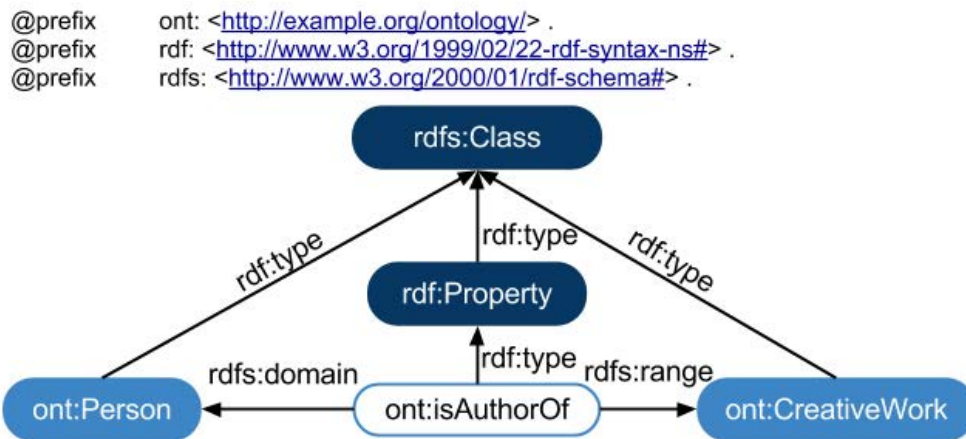 @prefix ont: <http://example.org/ontology/> .
@prefix rdf: <http://www.w3.org/1999/02/22-rdf-syntax-ns#> .
@prefix rdfs: <http://www.w3.org/2000/01/rdf-schema#> .
rdfs:Class
rdf:type
rdf:type
rdf:type
rdf:Property
rdfs:domain
rdf:type
rdfs:range
ont:Person
ont:isAuthorOf
ont:CreativeWork